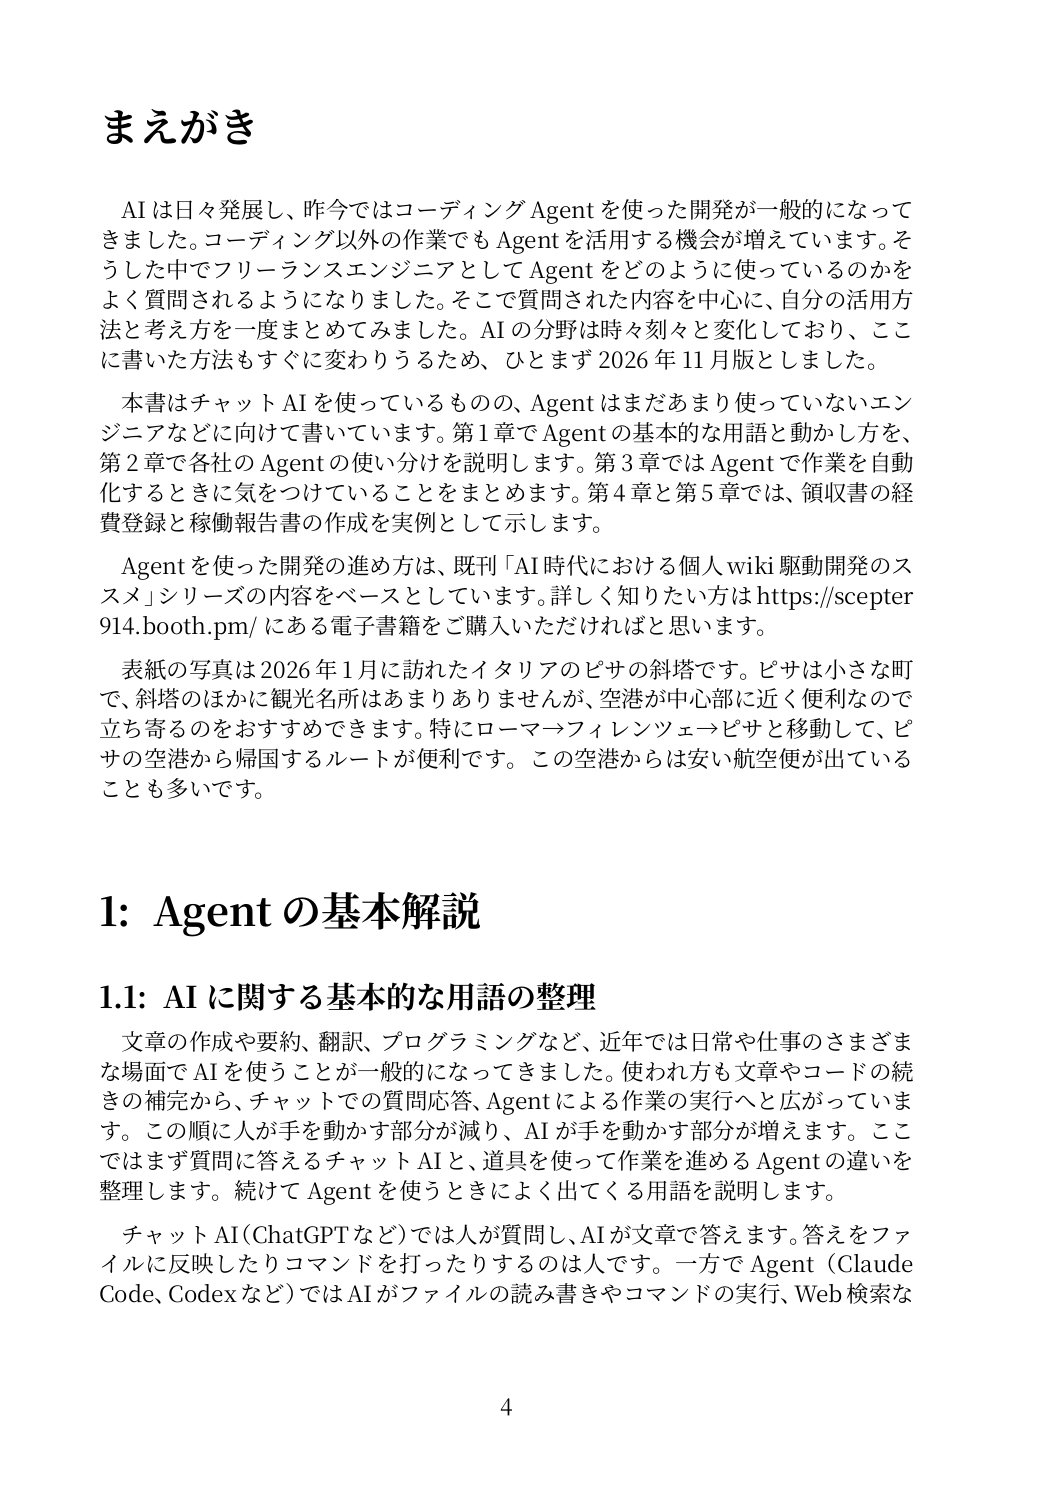 まえがき
AI は日々発展し、昨今ではコーディング Agent を使った開発が一般的になって
きました。コーディング以外の作業でも Agent を活用する機会が増えています。そ
うした中でフリーランスエンジニアとして Agent をどのように使っているのかを
よく質問されるようになりました。そこで質問された内容を中心に、自分の活用方
法と考え方を一度まとめてみました。AI の分野は時々刻々と変化しており、ここ
に書いた方法もすぐに変わりうるため、ひとまず 2026 年 11 月版としました。
本書はチャット AI を使っているものの、Agent はまだあまり使っていないエン
ジニアなどに向けて書いています。第 1 章で Agent の基本的な用語と動かし方を、
第 2 章で各社の Agent の使い分けを説明します。第 3 章では Agent で作業を自動
化するときに気をつけていることをまとめます。第 4 章と第 5 章では、領収書の経
費登録と稼働報告書の作成を実例として示します。
Agent を使った開発の進め方は、既刊「AI 時代における個人 wiki 駆動開発のス
スメ」シリーズの内容をベースとしています。詳しく知りたい方は https://scepter
914.booth.pm/ にある電子書籍をご購入いただければと思います。
表紙の写真は 2026 年 1 月に訪れたイタリアのピサの斜塔です。ピサは小さな町
で、斜塔のほかに観光名所はあまりありませんが、空港が中心部に近く便利なので
立ち寄るのをおすすめできます。特にローマ→フィレンツェ→ピサと移動して、ピ
サの空港から帰国するルートが便利です。この空港からは安い航空便が出ている
ことも多いです。
1: Agent の基本解説
1.1: AI に関する基本的な用語の整理
文章の作成や要約、翻訳、プログラミングなど、近年では日常や仕事のさまざま
な場面で AI を使うことが一般的になってきました。使われ方も文章やコードの続
きの補完から、チャットでの質問応答、Agent による作業の実行へと広がっていま
す。この順に人が手を動かす部分が減り、AI が手を動かす部分が増えます。ここ
ではまず質問に答えるチャット AI と、道具を使って作業を進める Agent の違いを
整理します。続けて Agent を使うときによく出てくる用語を説明します。
チャット AI（ChatGPT など）では人が質問し、AI が文章で答えます。答えをファ
イルに反映したりコマンドを打ったりするのは人です。一方で Agent（Claude
Code、Codex など）では AI がファイルの読み書きやコマンドの実行、Web 検索な
4